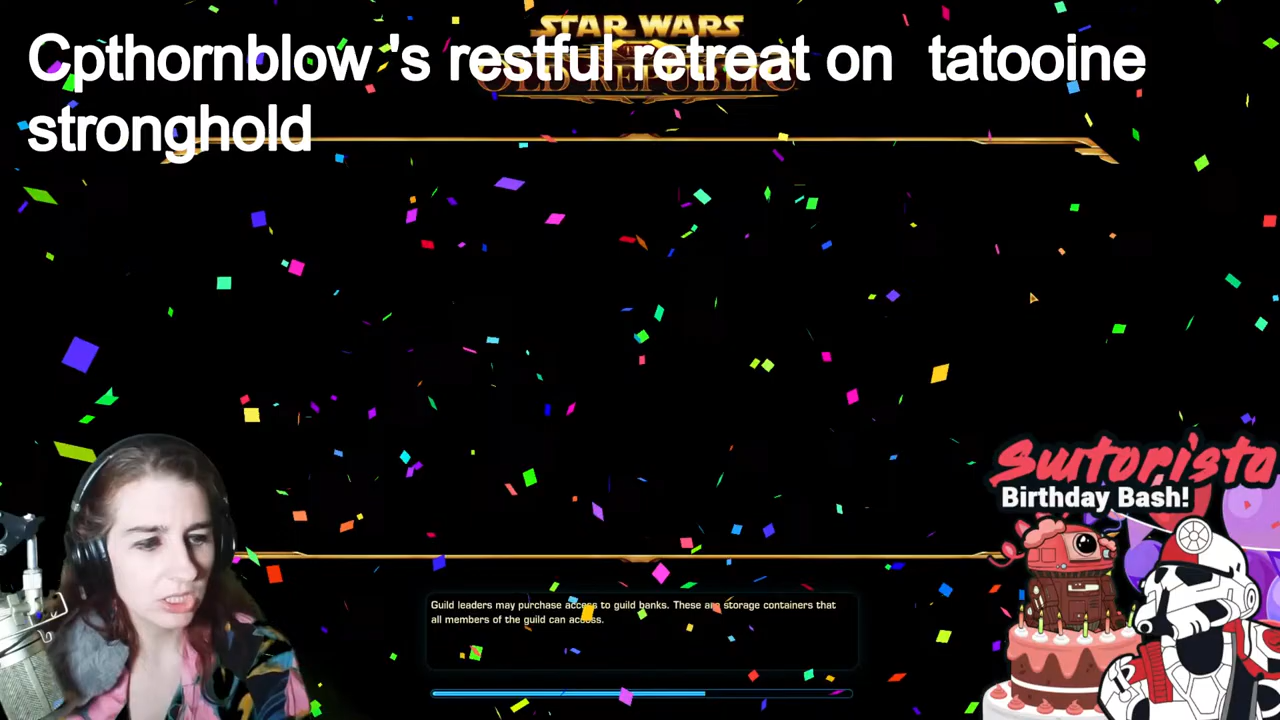 STAR WARS
Cpthornblow 's restful retreat on  tatooine
OLD REPUBLIC
stronghold
Swtorista
Birthday Bash!
Guild leaders may purchase access to guild banks. These are storage containers that
all members of the guild can access.